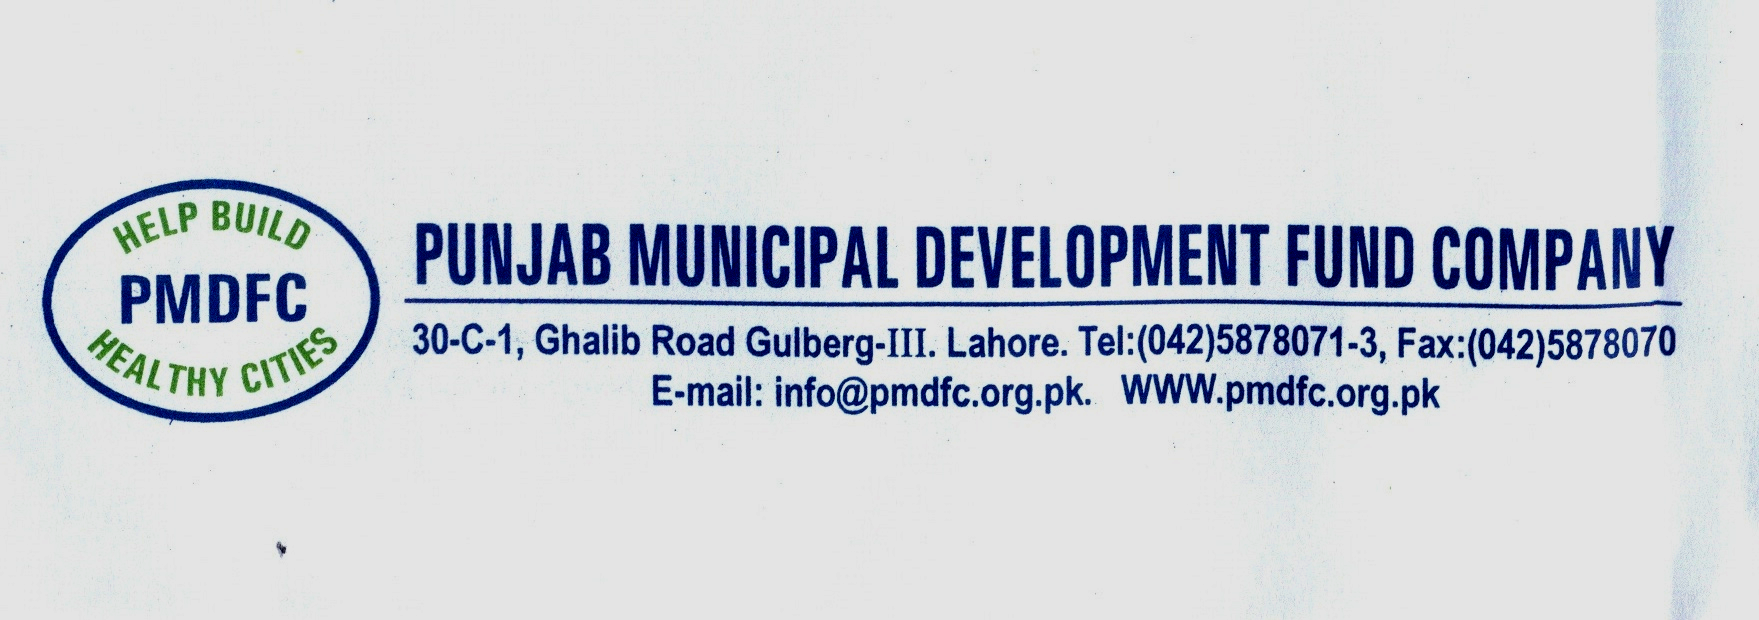 HELP BUILD
PMDFC
HEALTHY CITIES
PUNJAB MUNICIPAL DEVELOPMENT FUND COMPANY
30-C-1, Ghalib Road Gulberg-III. Lahore. Tel:(042)5878071-3, Fax:(042)5878070
E-mail: info@pmdfc.org.pk. WWW.pmdfc.org.pk